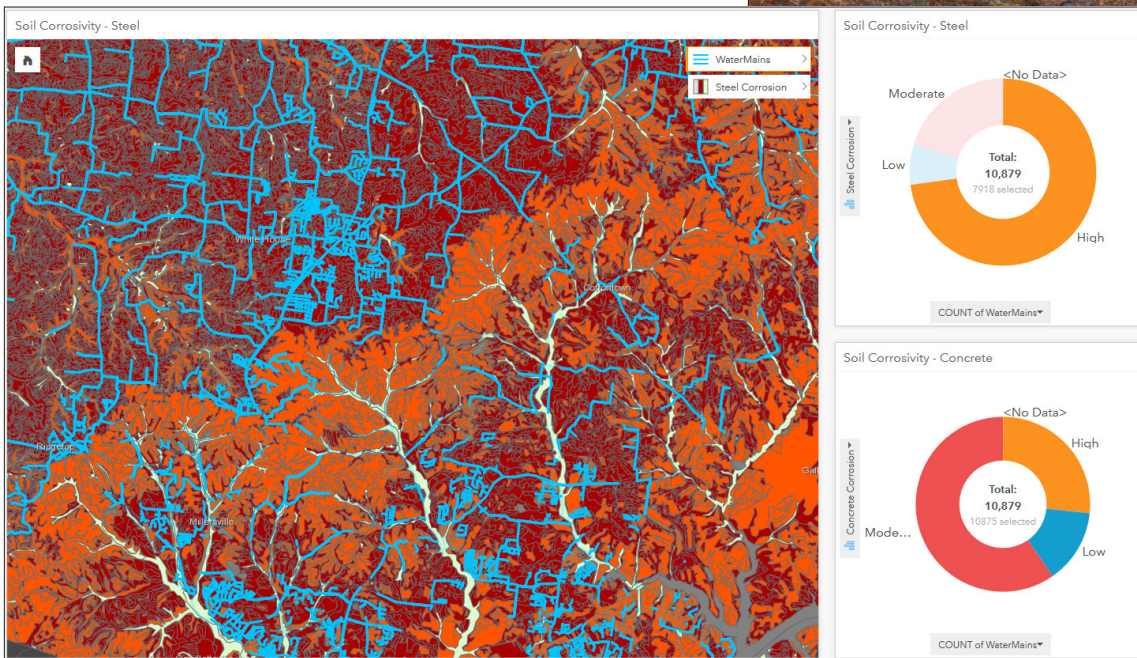 Soil Corrosivity - Steel
WaterMains
Steel Corrosion
White House
Cottontown
Ridgetop
Millersville
Soil Corrosivity - Steel
<No Data>
Moderate
Low
High
Total:
10,879
7918 selected
Steel Corrosion
COUNT of WaterMains
Soil Corrosivity - Concrete
<No Data>
High
Low
Mode...
Total:
10,879
10875 selected
Concrete Corrosion
COUNT of WaterMains